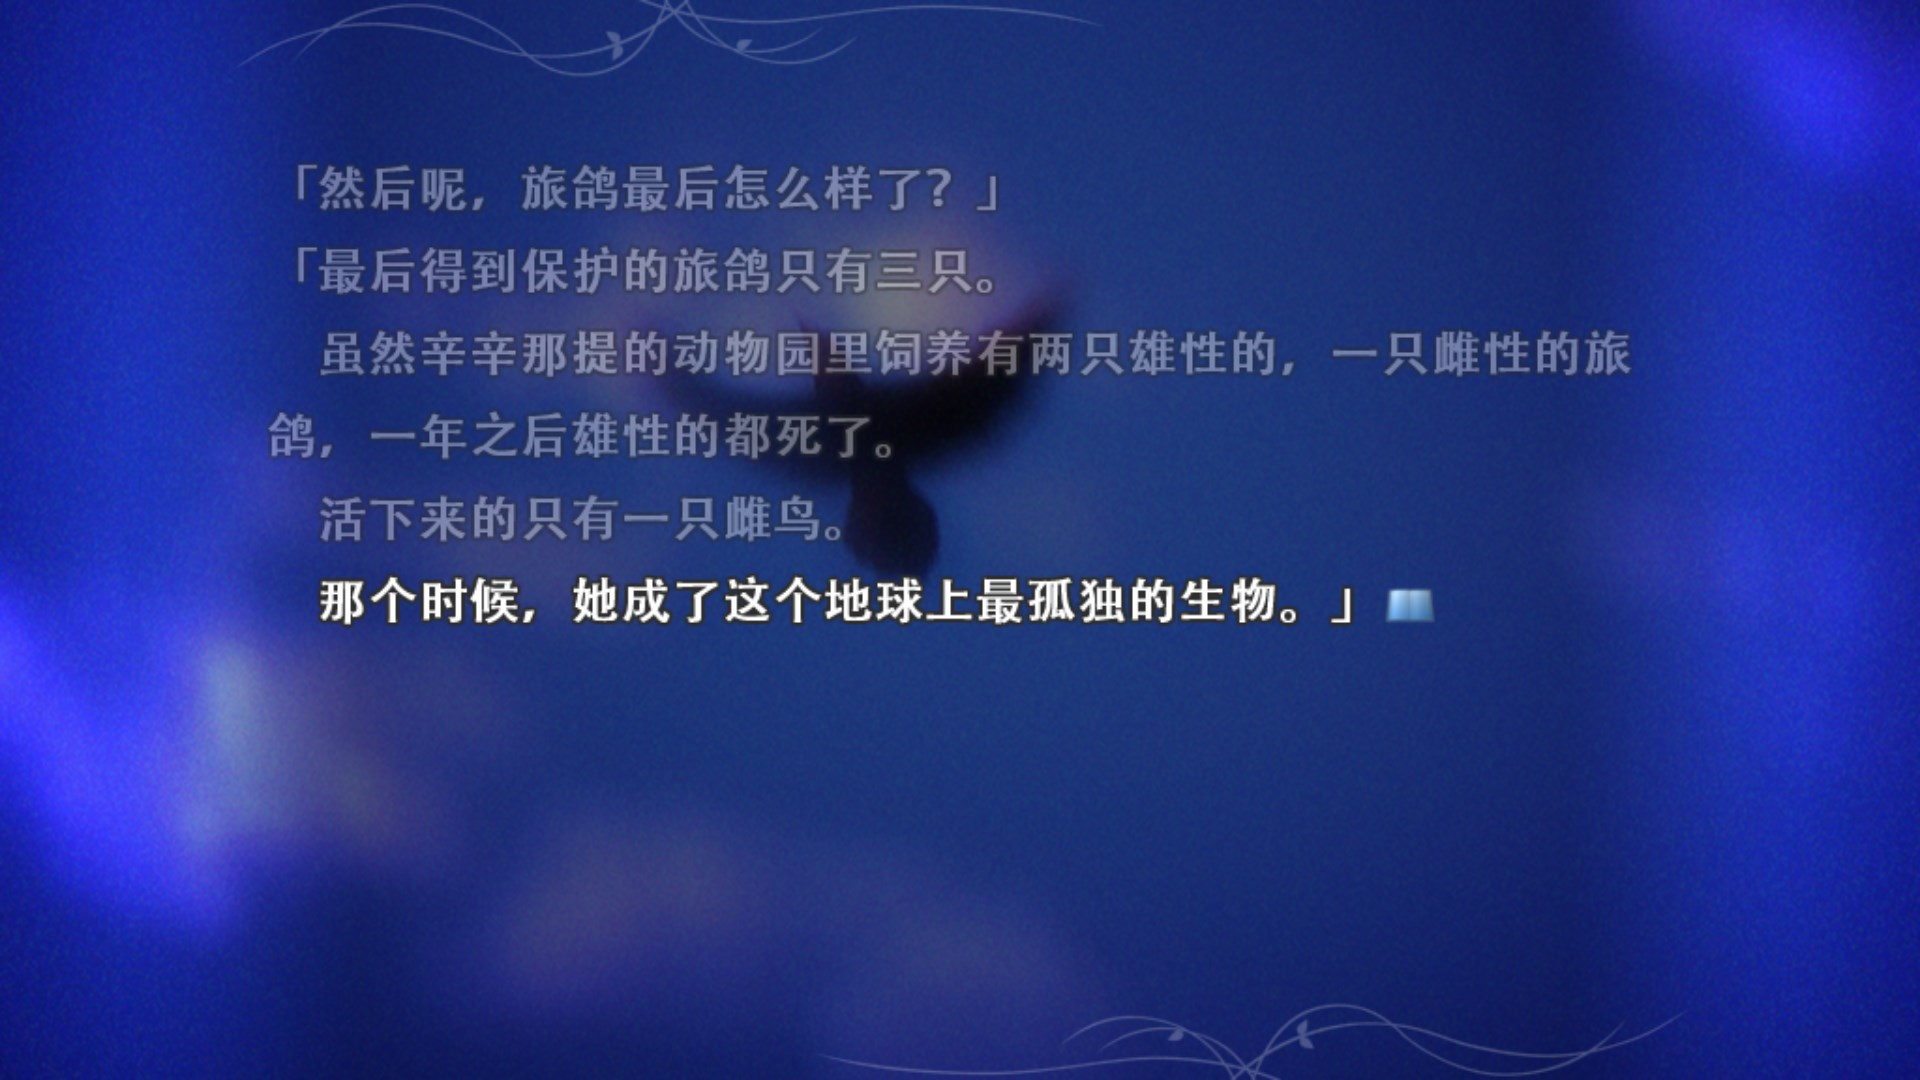 「然后呢，旅鸽最后怎么样了？」
「最后得到保护的旅鸽只有三只。
虽然辛辛那提的动物园里饲养有两只雄性的，一只雌性的旅
鸽，一年之后雄性的都死了。
活下来的只有一只雌鸟。
那个时候，她成了这个地球上最孤独的生物。」